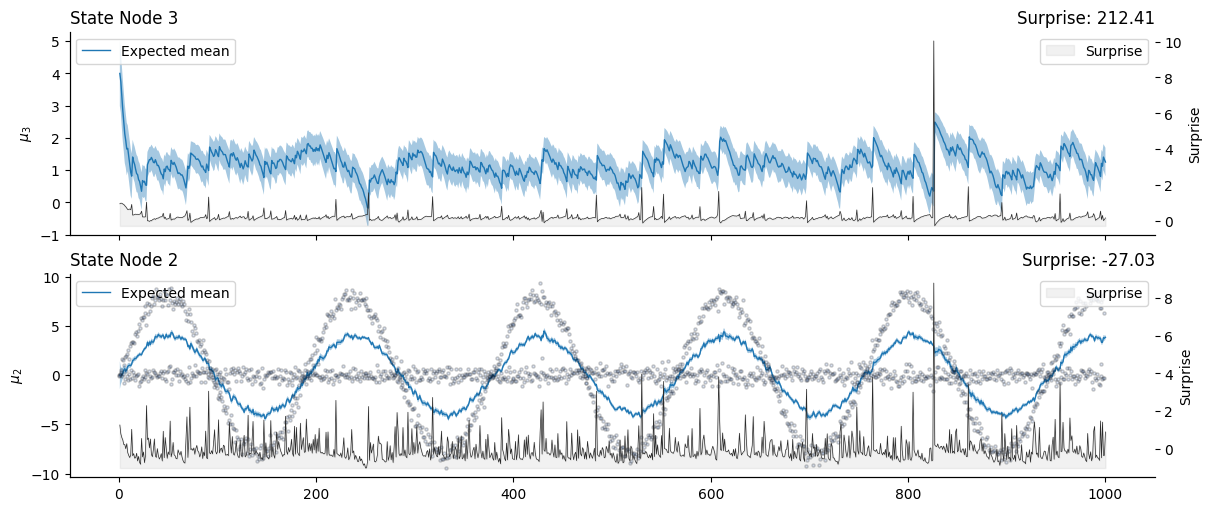 State Node 3
Surprise: 212.41
Expected mean
Surprise
5
4
3
2
1
0
−1
μ3
10
8
6
4
2
0
Surprise
State Node 2
Surprise: -27.03
Expected mean
Surprise
10
5
0
−5
−10
μ2
8
6
4
2
0
Surprise
0
200
400
600
800
1000